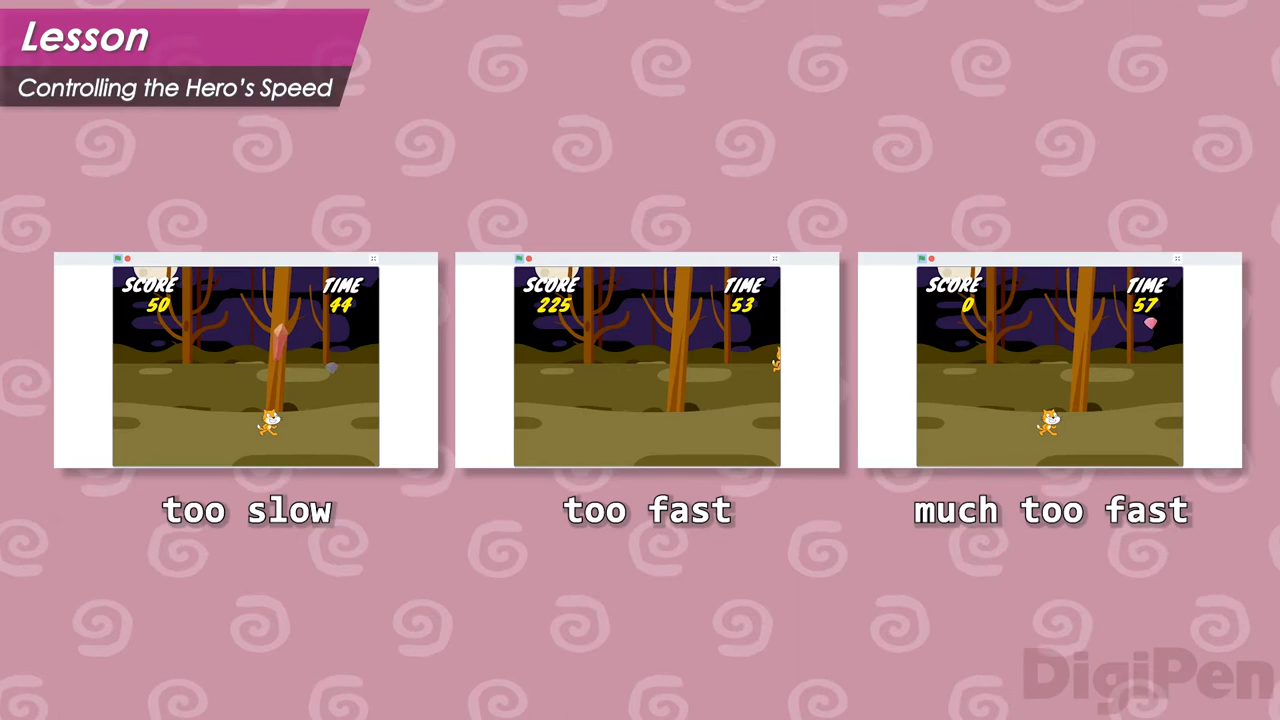 Lesson
Controlling the Hero's Speed
SCORE TIME
50 44
SCORE TIME
225 53
SCORE TIME
0 57
too slow
too fast
much too fast
DigiPen